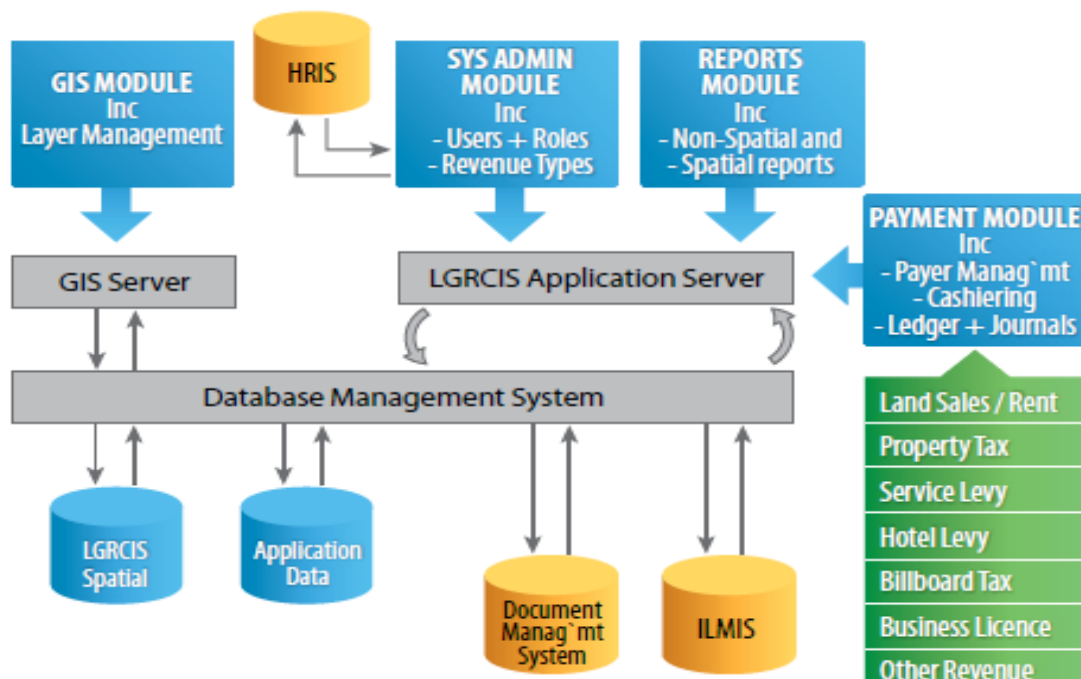 GIS MODULE
Inc
Layer Management
HRIS
SYS ADMIN
MODULE
Inc
- Users + Roles
- Revenue Types
REPORTS
MODULE
Inc
- Non-Spatial and
- Spatial reports
PAYMENT MODULE
Inc
- Payer Manag`mt
- Cashiering
- Ledger + Journals
GIS Server
LGRCIS Application Server
Database Management System
LGRCIS
Spatial
Application
Data
Document
Manag`mt
System
ILMIS
Land Sales / Rent
Property Tax
Service Levy
Hotel Levy
Billboard Tax
Business Licence
Other Revenue